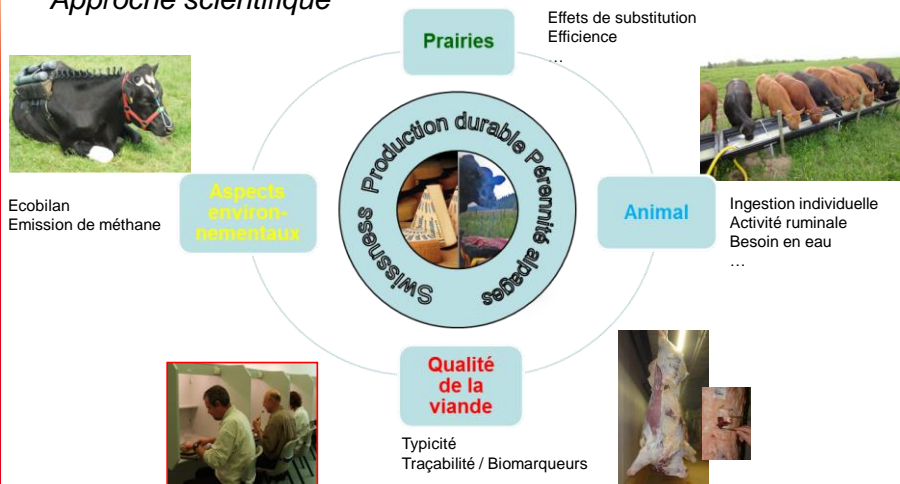 Approche scientifique
Prairies
Effets de substitution
Efficience
…
Aspects
environ-
nementaux
Ecobilan
Emission de méthane
Swissness Production durable Pérennité alpages
Animal
Ingestion individuelle
Activité ruminale
Besoin en eau
…
Qualité
de la
viande
Typicité
Traçabilité / Biomarqueurs